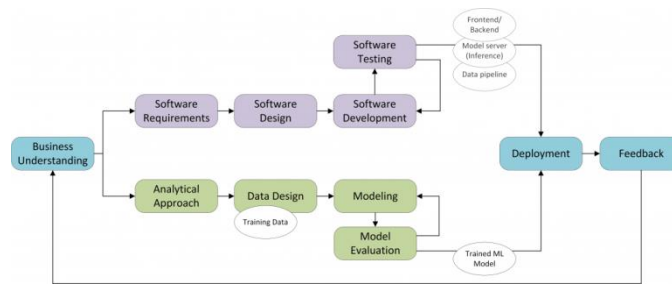 Frontend/
Backend
Software
Testing
Model server
(Inference)
Data pipeline
Software
Requirements
Software
Design
Software
Development
Business
Understanding
Deployment
Feedback
Analytical
Approach
Data Design
Modeling
Training Data
Model
Evaluation
Trained ML
Model